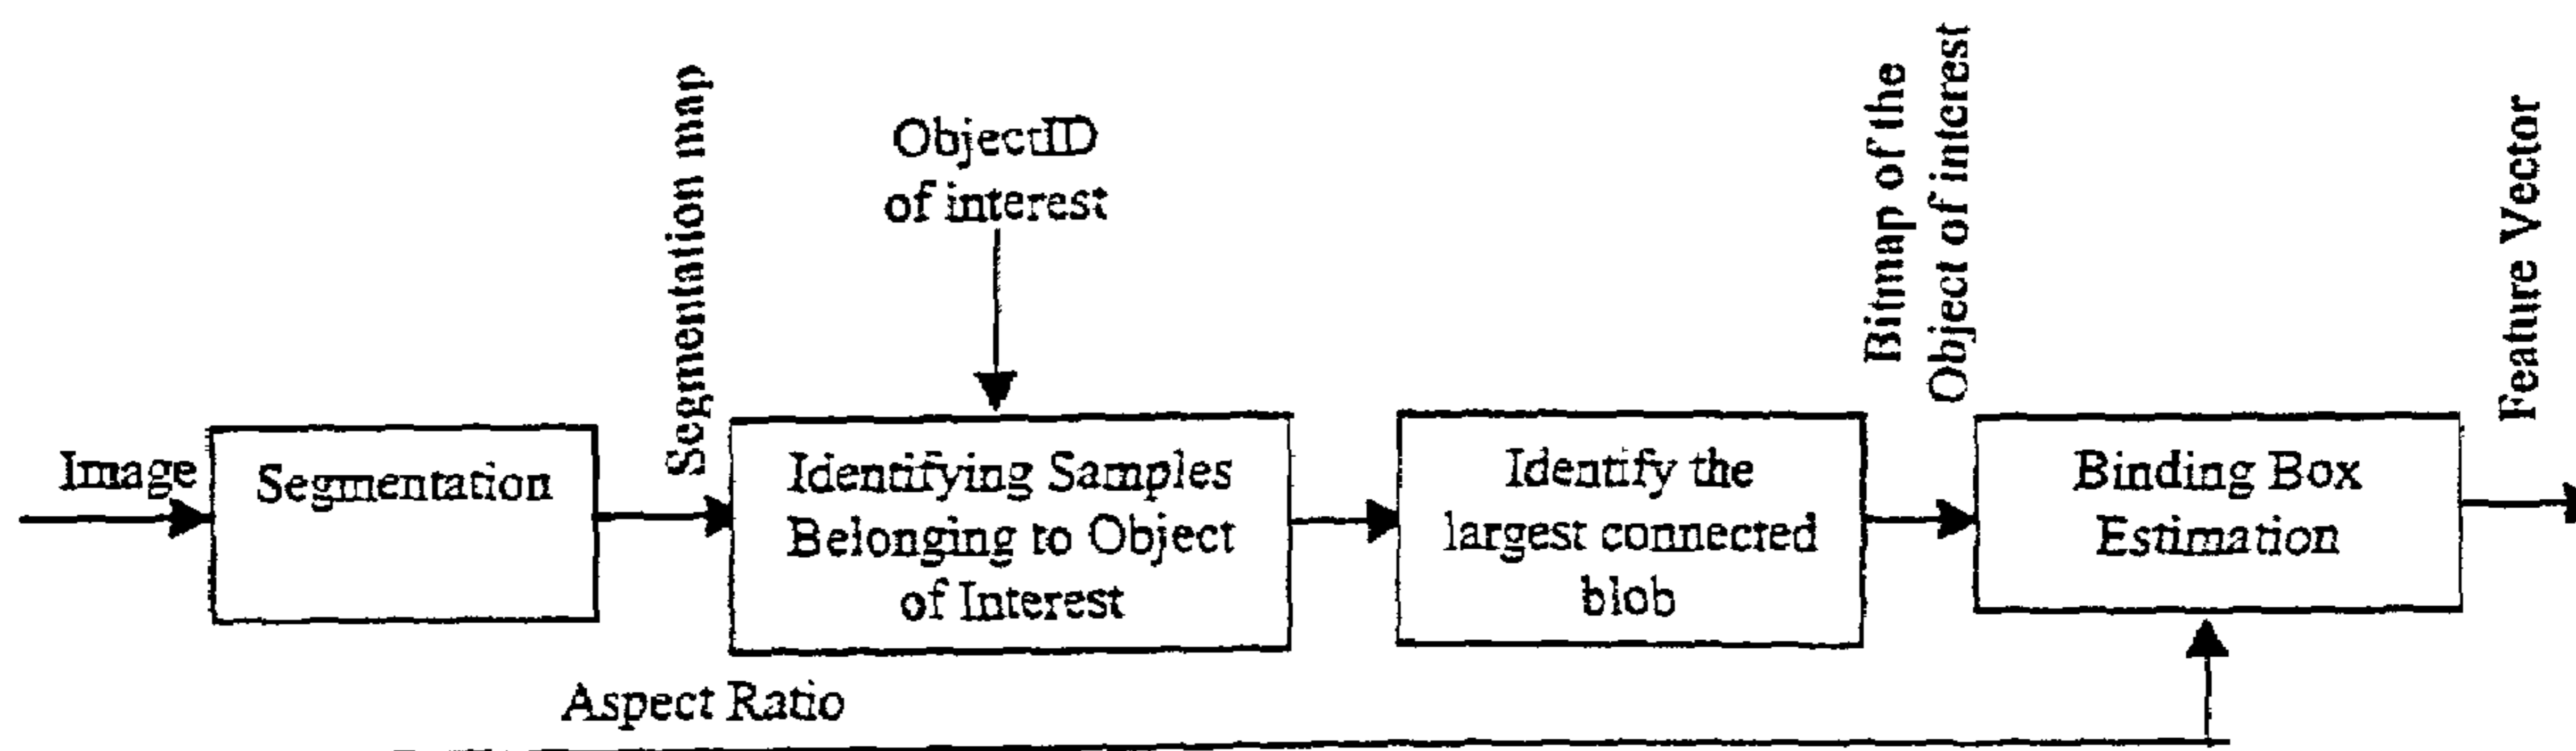 Image
Segmentation
Segmentation map
ObjectID
of interest
Identifying Samples
Belonging to Object
of Interest
Identify the
largest connected
blob
Bitmap of the
Object of interest
Binding Box
Estimation
Feature Vector
Aspect Ratio